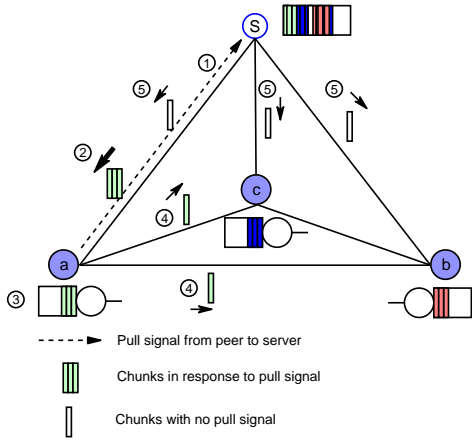 S
①
⑤
⑤
⑤
②
c
④
a
b
③
④
Pull signal from peer to server
Chunks in response to pull signal
Chunks with no pull signal